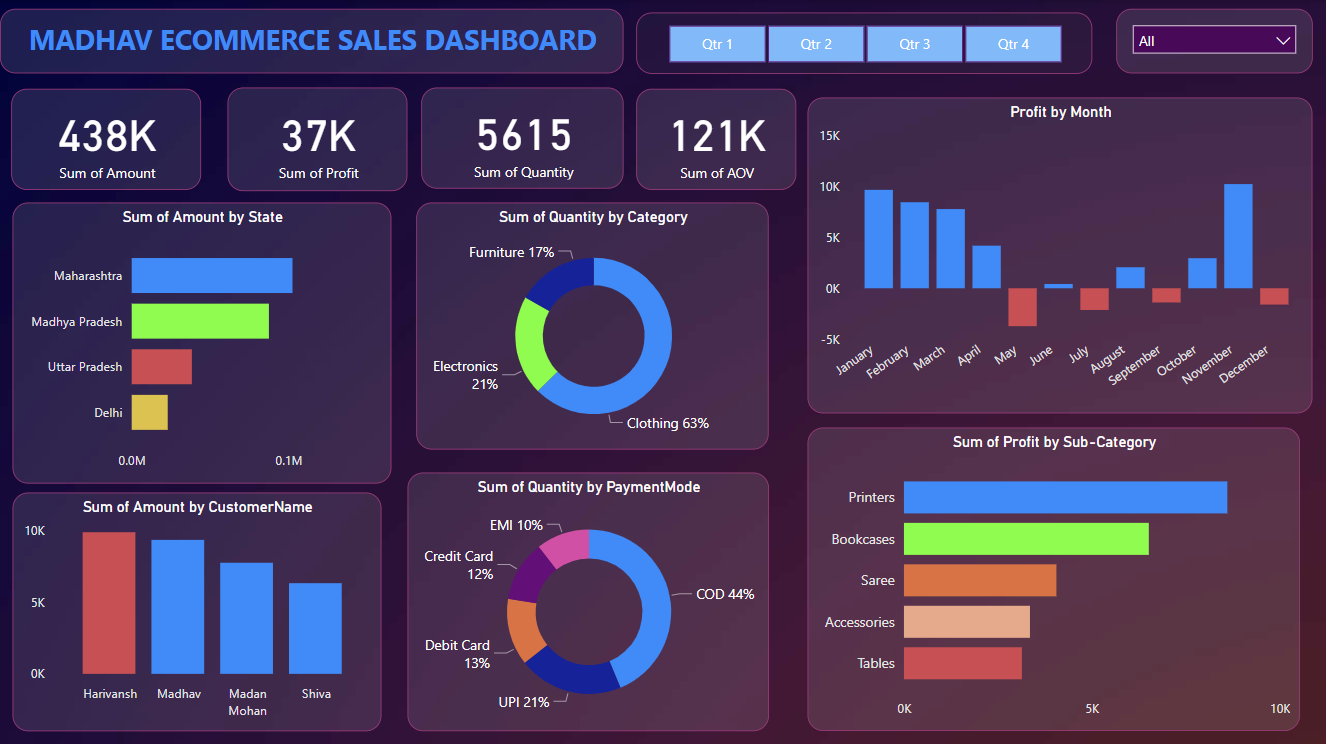 MADHAV ECOMMERCE SALES DASHBOARD
Qtr 1
Qtr 2
Qtr 3
Qtr 4
All
438K
Sum of Amount
37K
Sum of Profit
5615
Sum of Quantity
121K
Sum of AOV
Profit by Month
15K
10K
5K
0K
-5K
January
February
March
April
May
June
July
August
September
October
November
December
Sum of Amount by State
Maharashtra
Madhya Pradesh
Uttar Pradesh
Delhi
0.0M
0.1M
Sum of Quantity by Category
Furniture 17%
Electronics
21%
Clothing 63%
Sum of Profit by Sub-Category
Printers
Bookcases
Saree
Accessories
Tables
0K
5K
10K
Sum of Amount by CustomerName
10K
5K
0K
Harivansh
Madhav
Madan
Mohan
Shiva
Sum of Quantity by PaymentMode
EMI 10%
Credit Card
12%
COD 44%
Debit Card
13%
UPI 21%